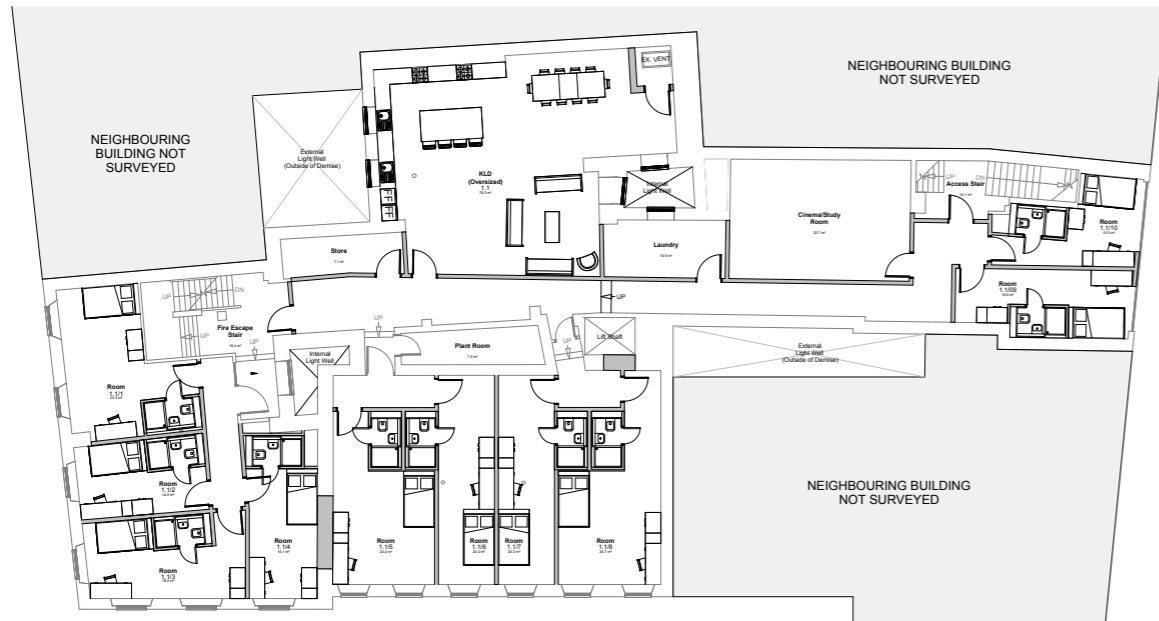 NEIGHBOURING BUILDING
NOT SURVEYED
EX. VENT
NEIGHBOURING
BUILDING NOT
SURVEYED
External
Light Well
(Outside of Demise)
KLD
(Oversized)
1.1
Internal
Light Well
UP
DN
Access Stair
Cinema/Study
Room
Room
1.1/10
Store
7.1 m²
Laundry
Room
1.1/09
UP
DN
UP
Fire Escape
Stair
UP
UP
UP
Room
1.1/1
Internal
Light Well
Plant Room
UP
Lift Shaft
External
Light Well
(Outside of Demise)
Room
1.1/2
Room
1.1/3
Room
1.1/4
Room
1.1/5
Room
1.1/6
Room
1.1/7
Room
1.1/8
NEIGHBOURING BUILDING
NOT SURVEYED